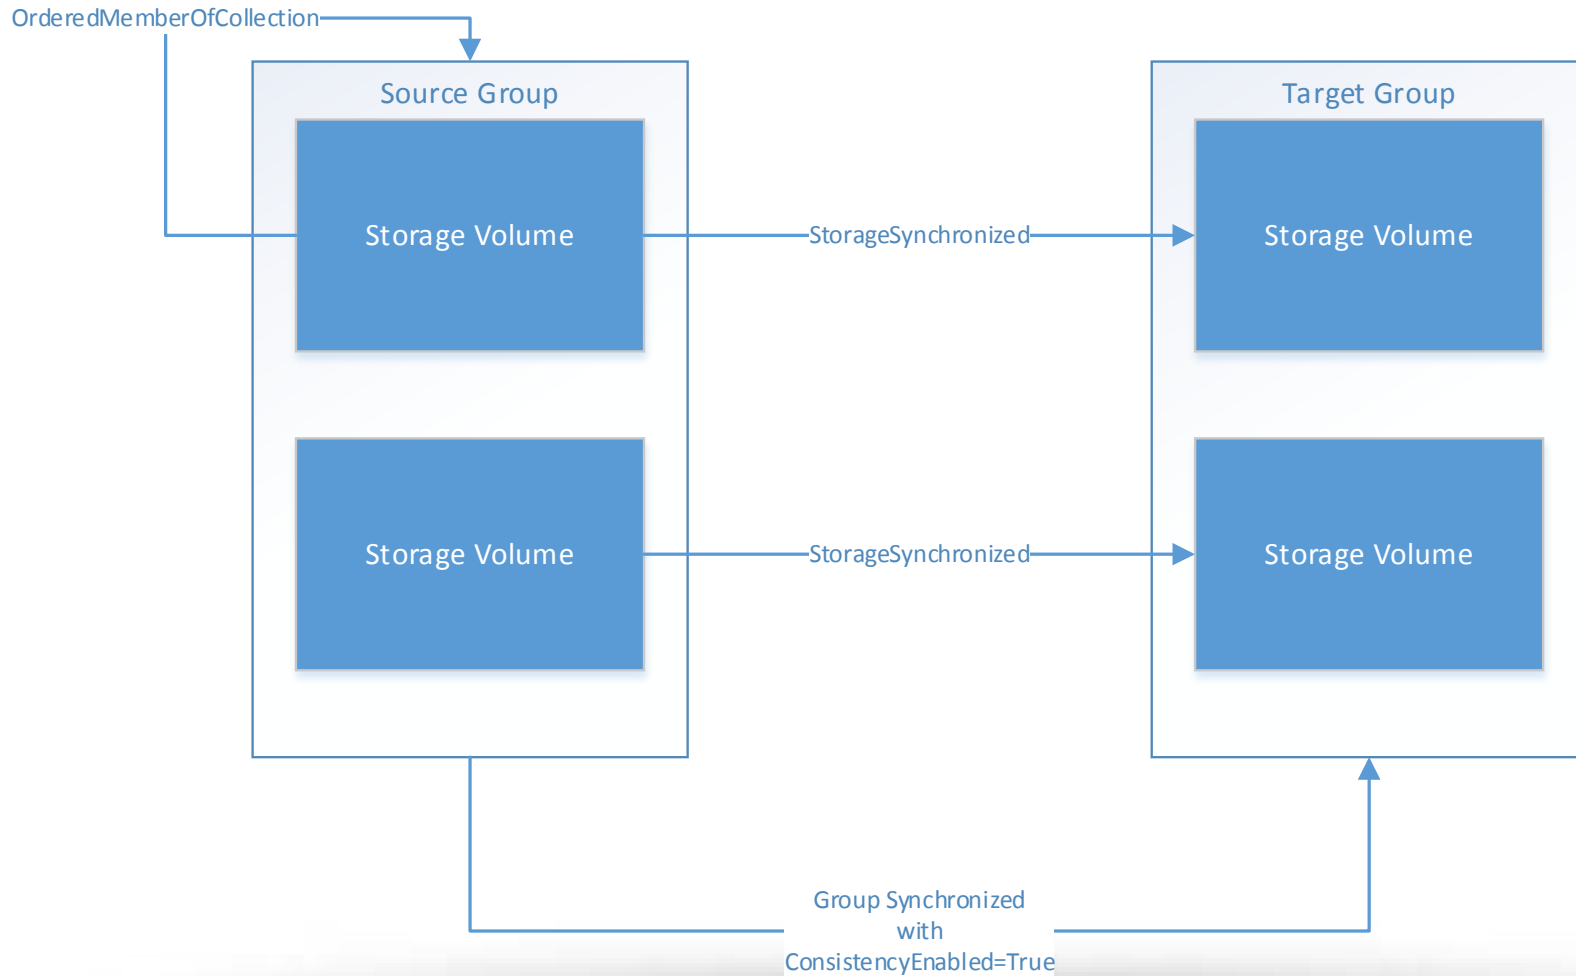 OrderedMemberOfCollection
Source Group
Target Group
Storage Volume
StorageSynchronized
Storage Volume
Storage Volume
StorageSynchronized
Storage Volume
Group Synchronized
with
ConsistencyEnabled=True